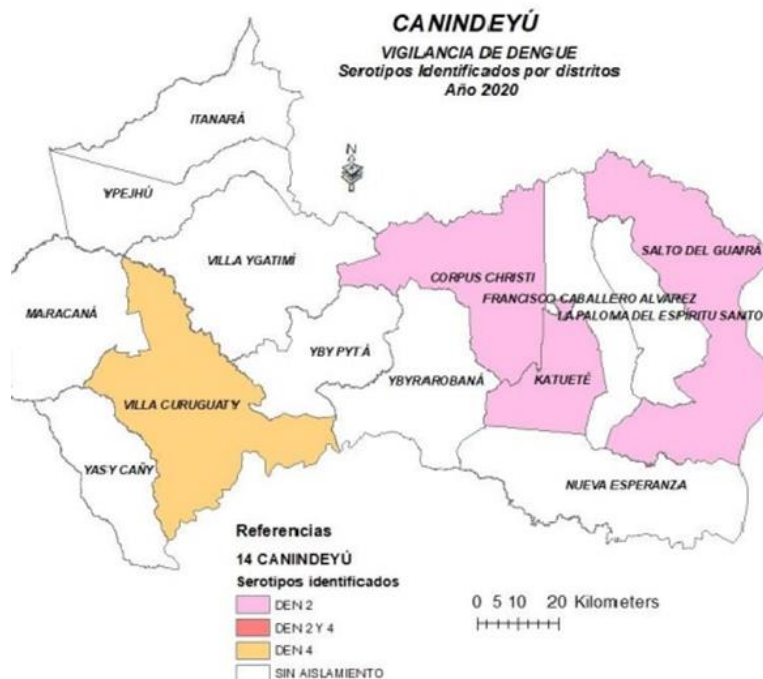 CANINDEYÚ
VIGILANCIA DE DENGUE
Serotipos Identificados por distritos
Año 2020
ITANARÁ
N
YPEJHÚ
VILLA YGATIMÍ
SALTO DEL GUAIRÁ
CORPUS CHRISTI
FRANCISCO CABALLERO ALVAREZ
MARACANÁ
LA PALOMA DEL ESPÍRITU SANTO
YBY PYTÁ
YBYRAROBANÁ
KATUETÉ
VILLA CURUGUATY
YASY CAÑY
NUEVA ESPERANZA
Referencias
14 CANINDEYÚ
Serotipos identificados
DEN 2
DEN 2 Y 4
DEN 4
SIN AISLAMIENTO
0 5 10 20 Kilometers